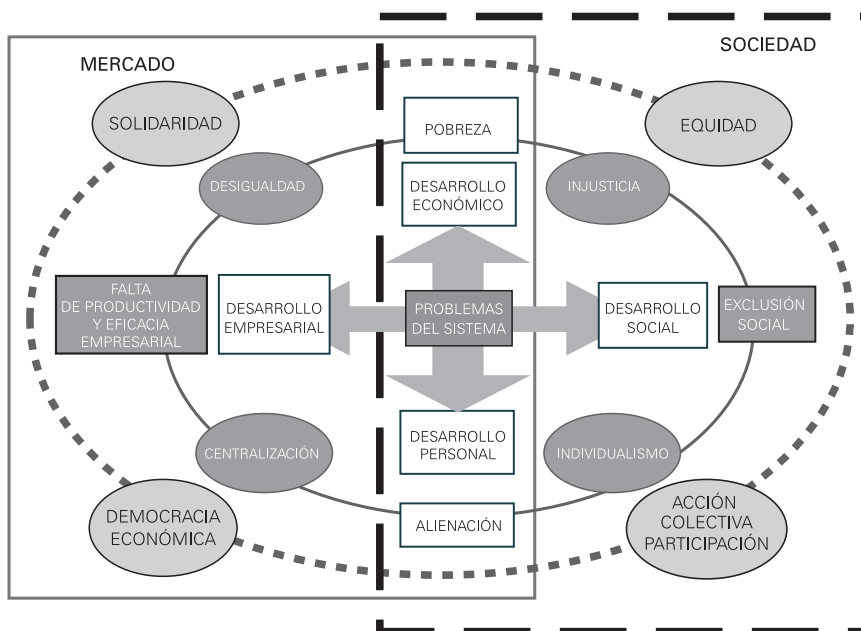 SOCIEDAD
MERCADO
SOLIDARIDAD
POBREZA
EQUIDAD
DESIGUALDAD
DESARROLLO
ECONÓMICO
INJUSTICIA
FALTA
DE PRODUCTIVIDAD
Y EFICACIA
EMPRESARIAL
DESARROLLO
EMPRESARIAL
PROBLEMAS
DEL SISTEMA
DESARROLLO
SOCIAL
EXCLUSIÓN
SOCIAL
CENTRALIZACIÓN
DESARROLLO
PERSONAL
INDIVIDUALISMO
DEMOCRACIA
ECONÓMICA
ALIENACIÓN
ACCIÓN
COLECTIVA
PARTICIPACIÓN